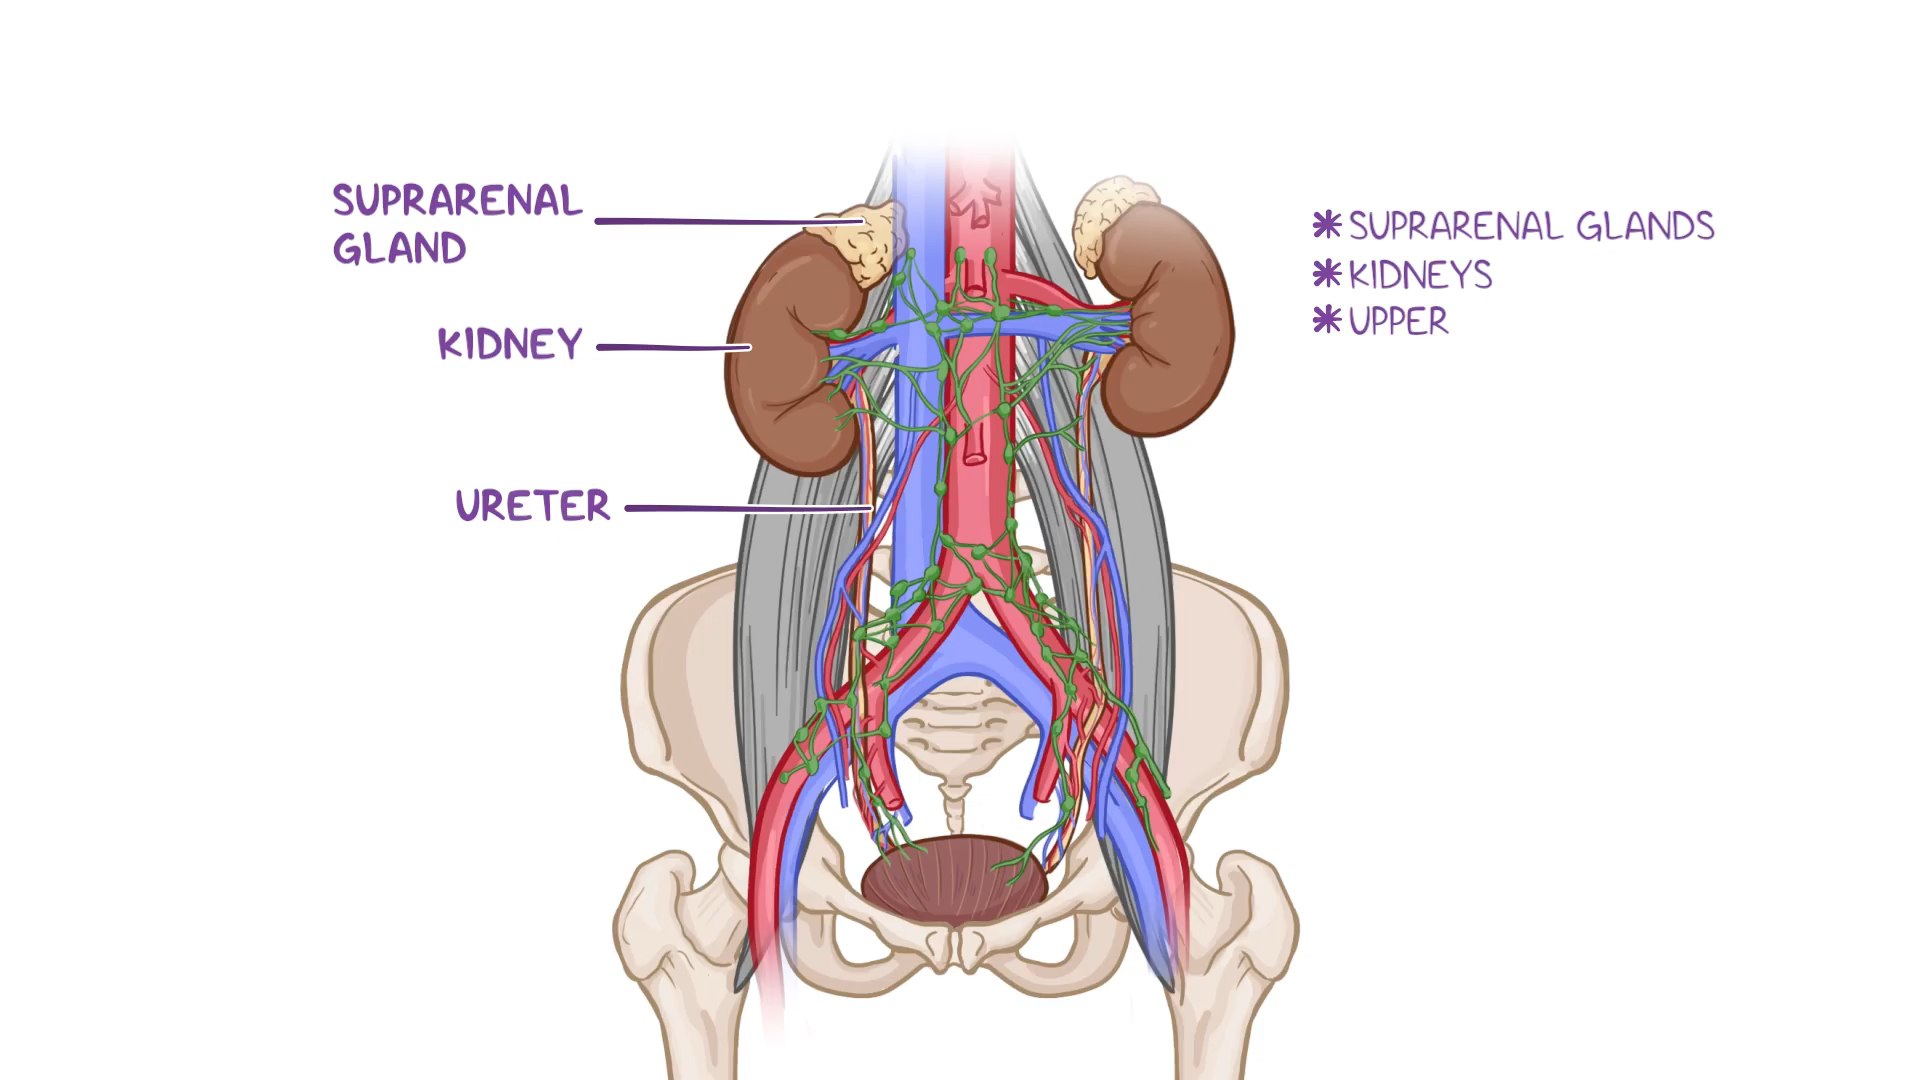 SUPRARENAL
GLAND
KIDNEY
URETER
* SUPRARENAL GLANDS
* KIDNEYS
* UPPER